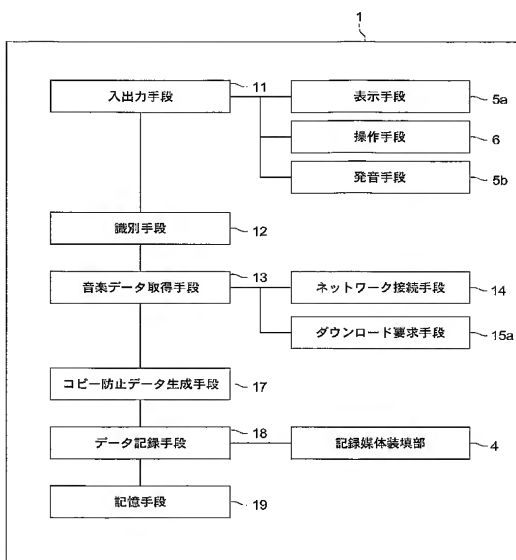 1
入出力手段
11
表示手段
5a
操作手段
6
発音手段
5b
識別手段
12
音楽データ取得手段
13
ネットワーク接続手段
14
ダウンロード要求手段
15a
コピー防止データ生成手段
17
データ記録手段
18
記録媒体装填部
4
記憶手段
19